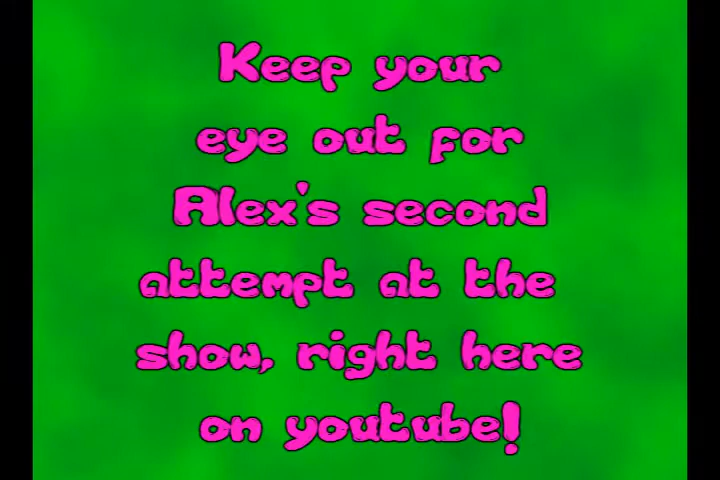 Keep your
eye out for
Alex's second
attempt at the
show, right here
on youtube!